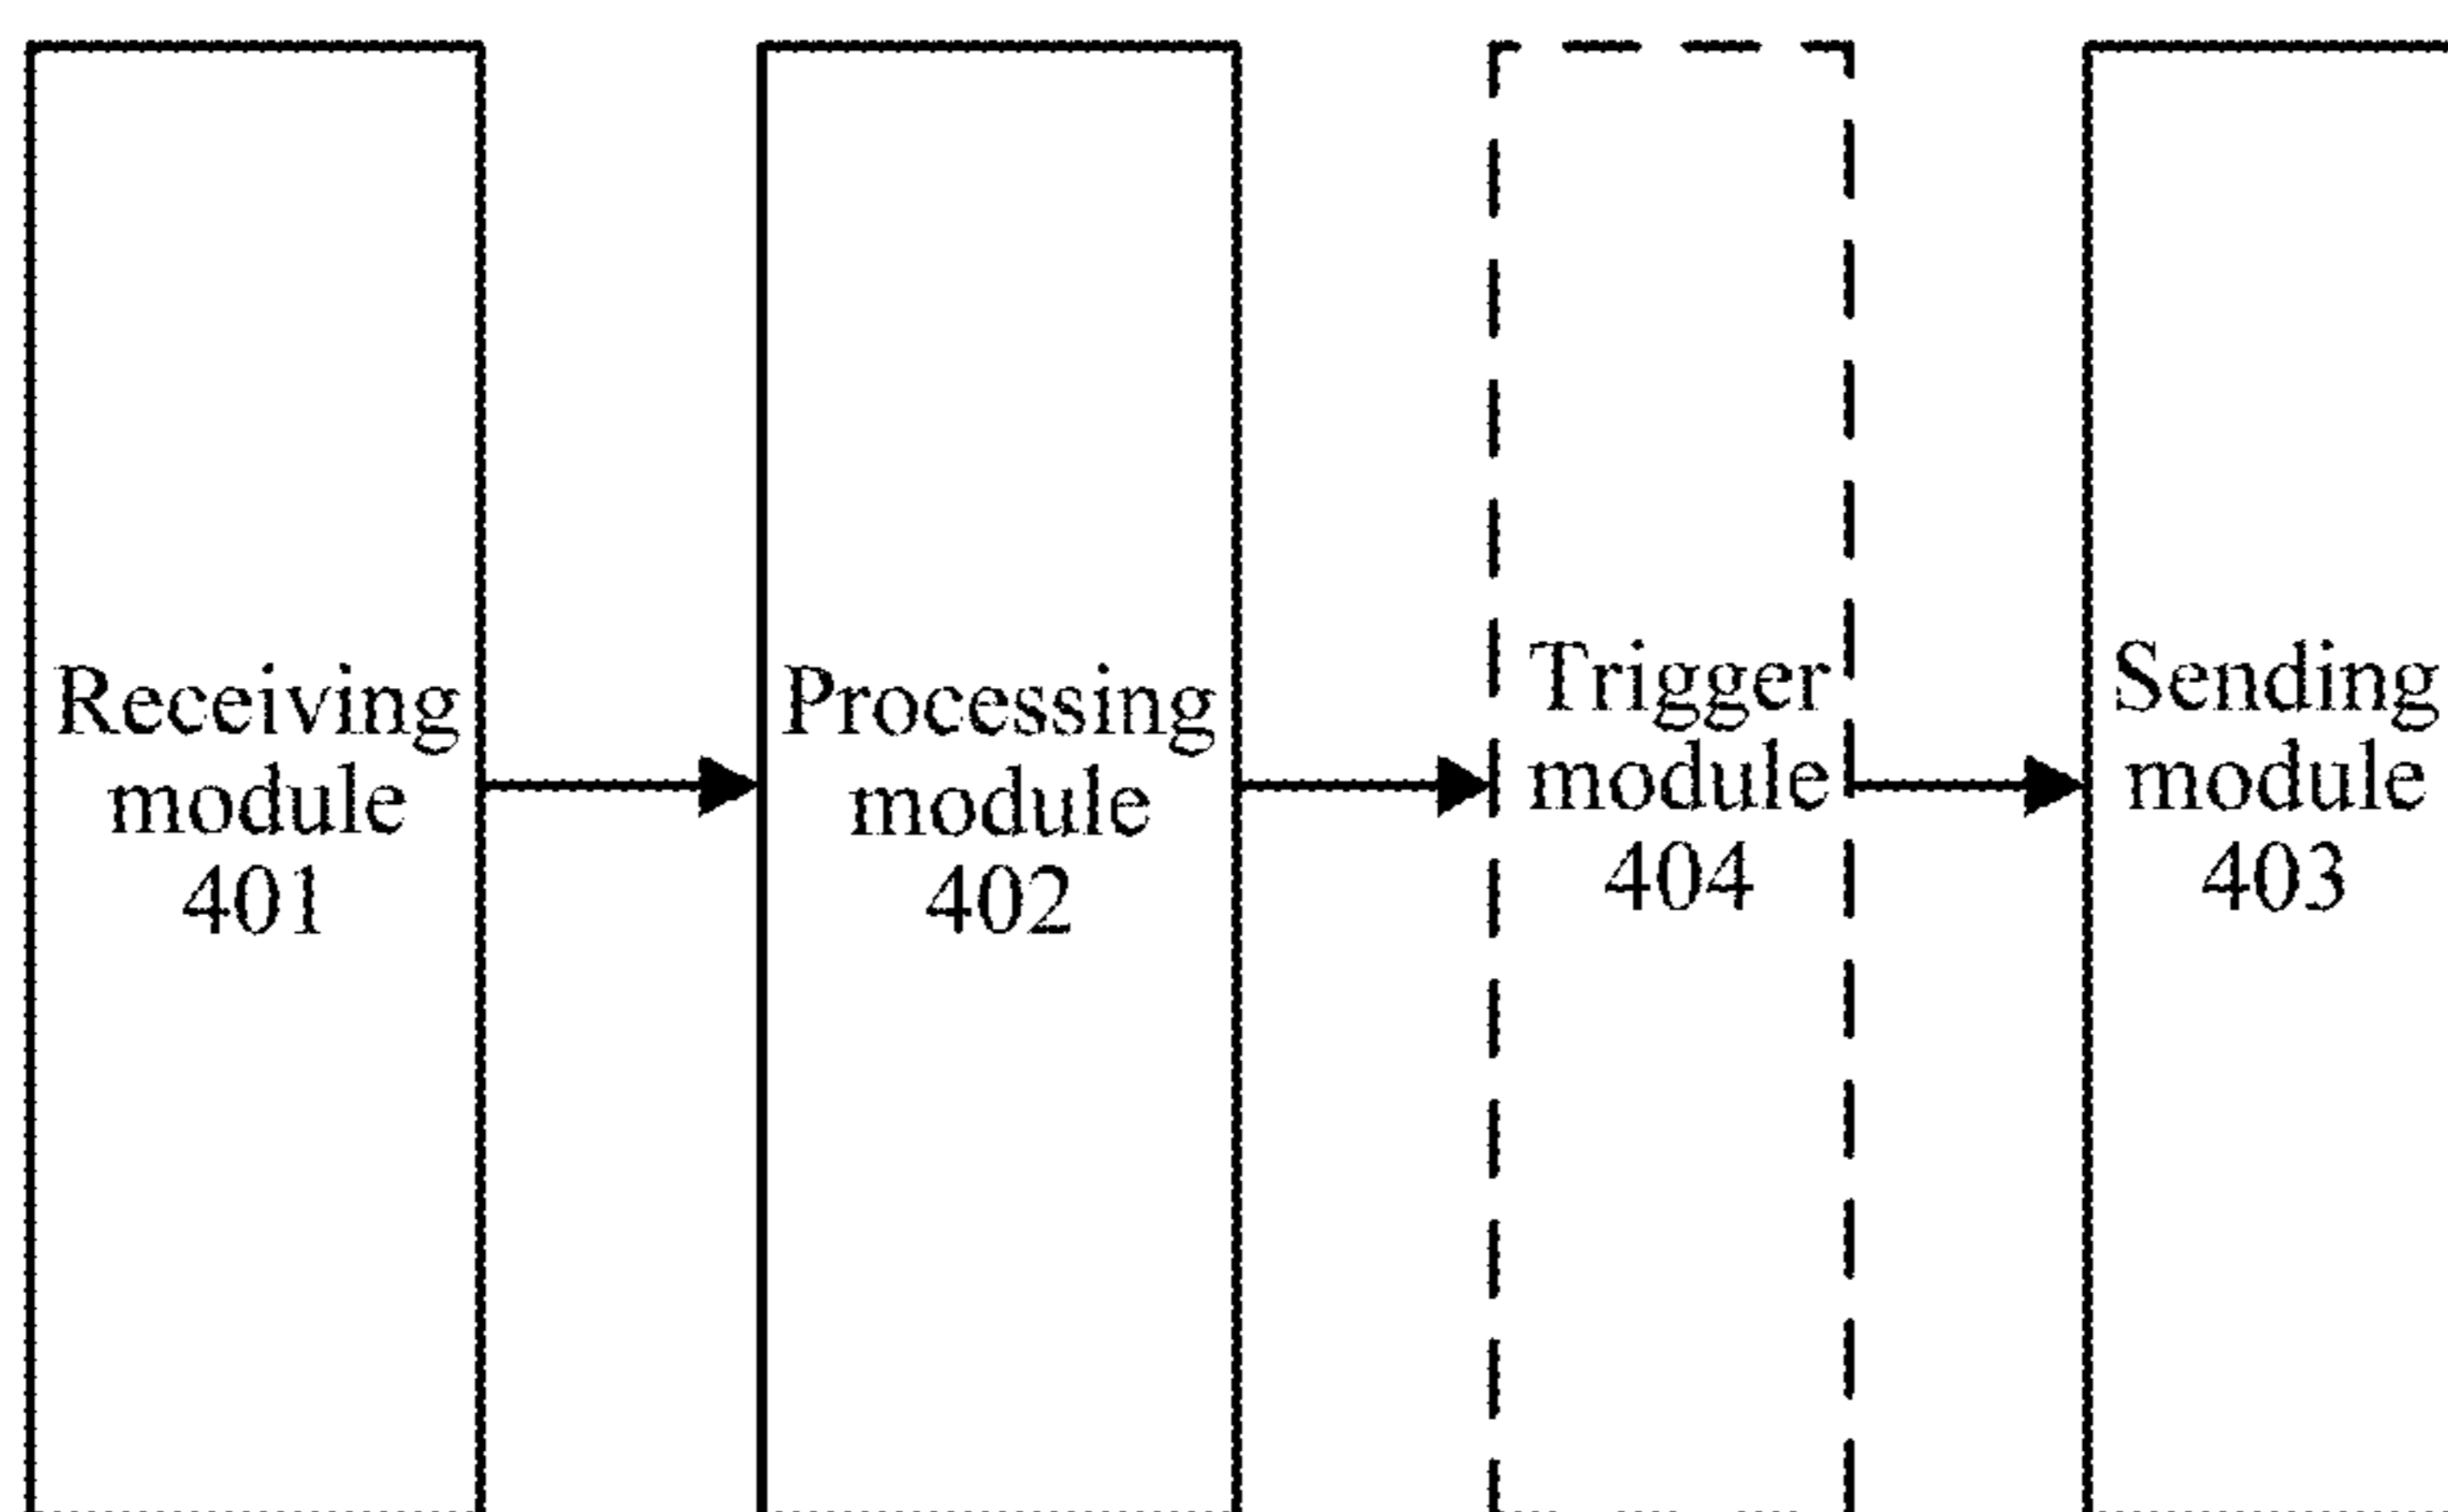 Receiving
module
401
Processing
module
402
Trigger
module
404
Sending
module
403